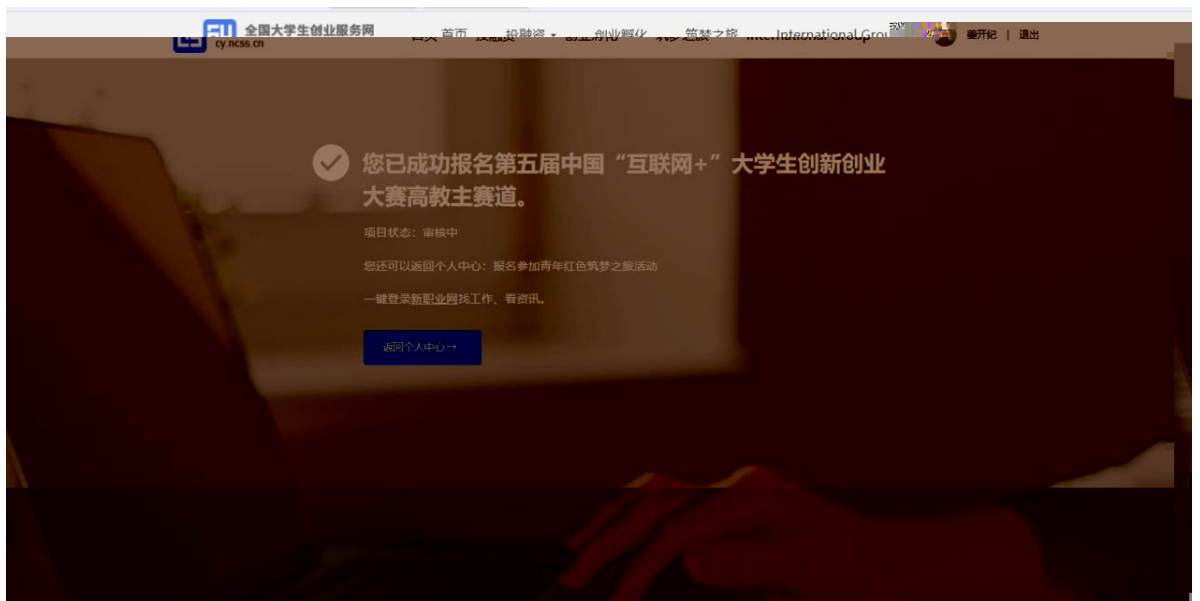 全国大学生创业服务网
cy.ncss.cn
首页 投融资 创业孵化 筑梦之旅 International Grou
姜开纪 | 退出
您已成功报名第五届中国“互联网+”大学生创新创业
大赛高教主赛道。
项目状态：审核中
您还可以返回个人中心：报名参加青年红色筑梦之旅活动
一键登录新职业网找工作、看资讯。
返回个人中心→